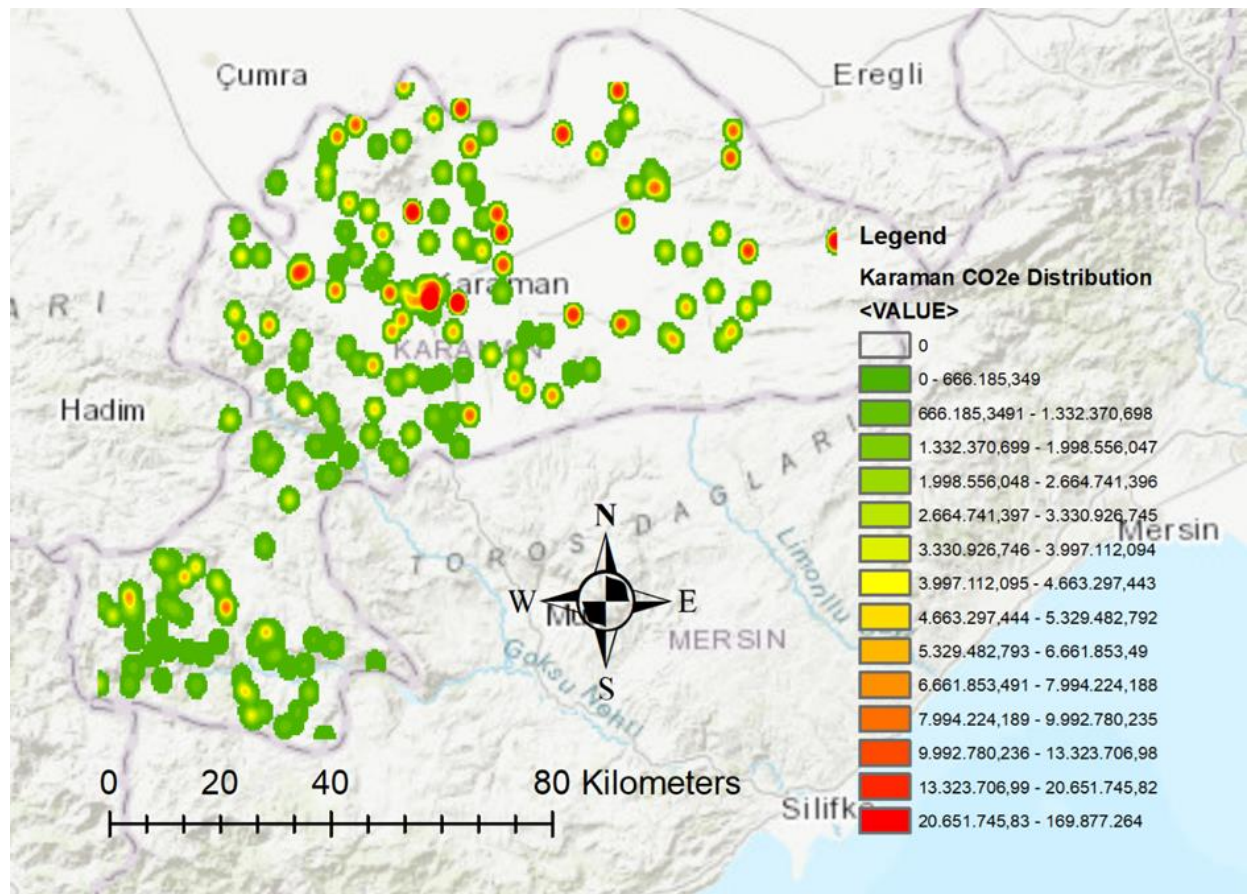 Çumra
Eregli
Karaman
KARAMAN
Hadim
ARI
TOROS DAGLARI
Limonllu
Mersin
MERSIN
Goksu Nehti
Silifke
N
W
E
S
0 20 40 80 Kilometers
Legend
Karaman CO2e Distribution
<VALUE>
0
0 - 666.185,349
666.185,3491 - 1.332.370,698
1.332.370,699 - 1.998.556,047
1.998.556,048 - 2.664.741,396
2.664.741,397 - 3.330.926,745
3.330.926,746 - 3.997.112,094
3.997.112,095 - 4.663.297,443
4.663.297,444 - 5.329.482,792
5.329.482,793 - 6.661.853,49
6.661.853,491 - 7.994.224,188
7.994.224,189 - 9.992.780,235
9.992.780,236 - 13.323.706,98
13.323.706,99 - 20.651.745,82
20.651.745,83 - 169.877.264